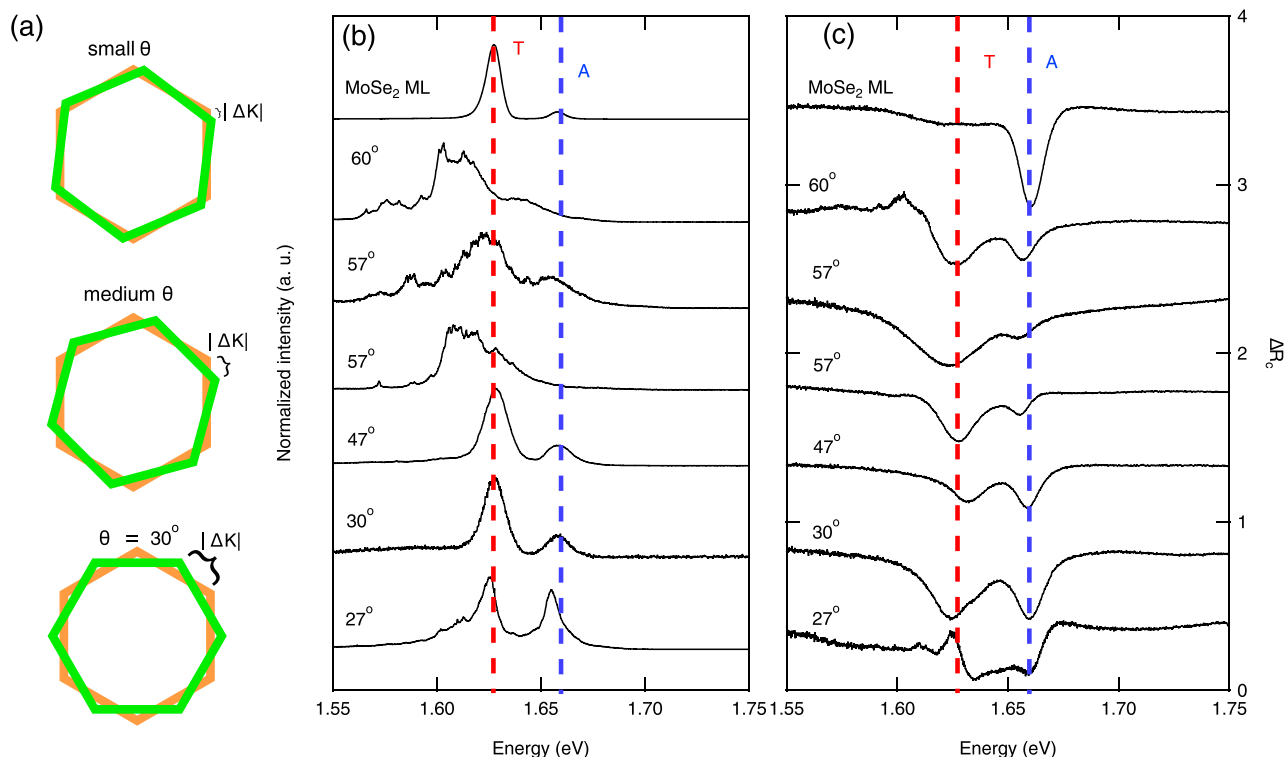 (a)
small θ
|ΔK|
medium θ
|ΔK|
θ = 30°
|ΔK|
(b)
T
A
MoSe₂ ML
60°
57°
57°
47°
30°
27°
Normalized intensity (a. u.)
1.55
1.60
1.65
1.70
1.75
Energy (eV)
(c)
T
A
MoSe₂ ML
60°
57°
57°
47°
30°
27°
4
3
2
1
0
ΔR꜀
1.55
1.60
1.65
1.70
1.75
Energy (eV)